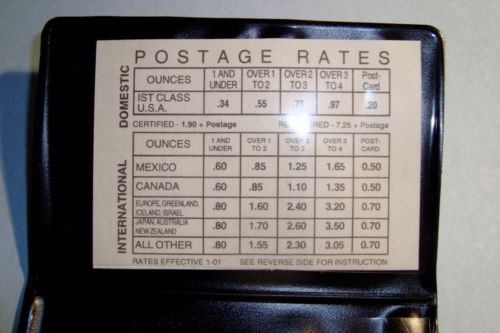 POSTAGE RATES
DOMESTIC
OUNCES 1 AND UNDER OVER 1 TO 2 OVER 2 TO 3 OVER 3 TO 4 Post-Card
IST CLASS U.S.A. .34 .55 .76 .97 .20
CERTIFIED - 1.90 + Postage REGISTERED - 7.25 + Postage
INTERNATIONAL
OUNCES 1 AND UNDER OVER 1 TO 2 OVER 2 TO 3 OVER 3 TO 4 POST-CARD
MEXICO .60 .85 1.25 1.65 0.50
CANADA .60 .85 1.10 1.35 0.50
EUROPE, GREENLAND, ICELAND, ISRAEL .80 1.60 2.40 3.20 0.70
JAPAN, AUSTRALIA NEW ZEALAND .80 1.70 2.60 3.50 0.70
ALL OTHER .80 1.55 2.30 3.05 0.70
RATES EFFECTIVE 1-01 SEE REVERSE SIDE FOR INSTRUCTION